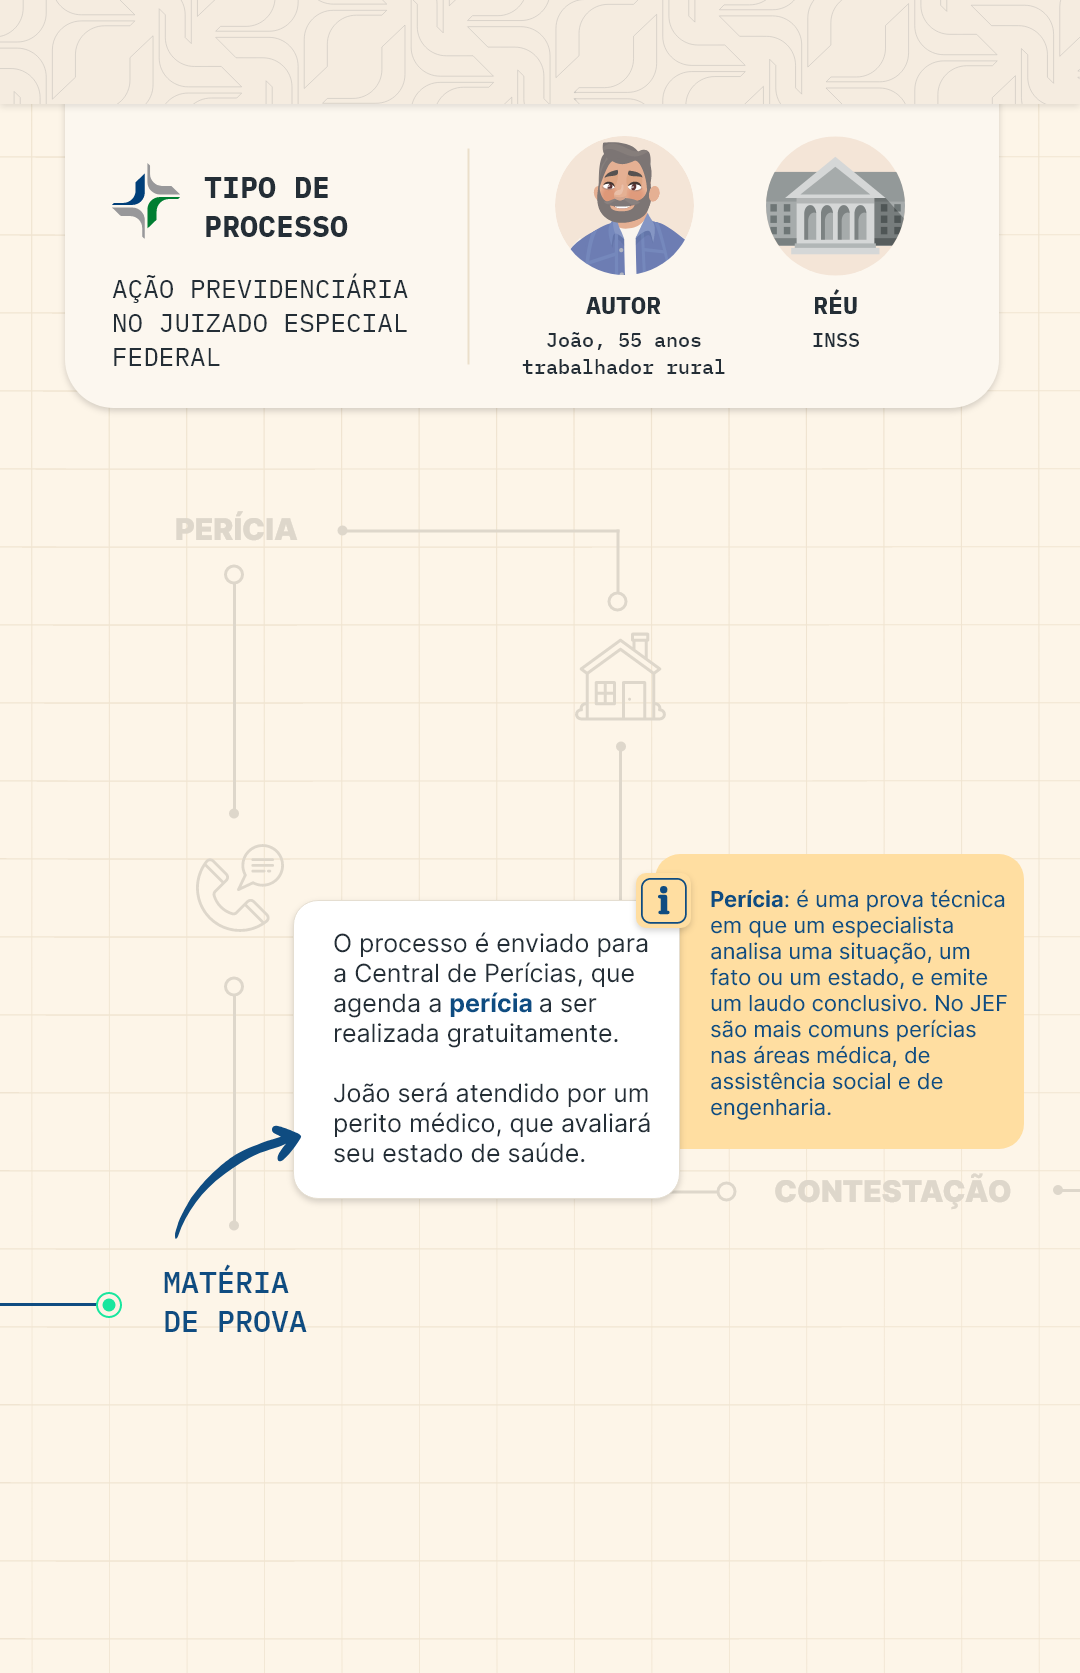 TIPO DE
PROCESSO
AÇÃO PREVIDENCIÁRIA
NO JUIZADO ESPECIAL
FEDERAL
AUTOR
João, 55 anos
trabalhador rural
RÉU
INSS
PERÍCIA
O processo é enviado para
a Central de Perícias, que
agenda a perícia a ser
realizada gratuitamente.
João será atendido por um
perito médico, que avaliará
seu estado de saúde.
i
Perícia: é uma prova técnica
em que um especialista
analisa uma situação, um
fato ou um estado, e emite
um laudo conclusivo. No JEF
são mais comuns perícias
nas áreas médica, de
assistência social e de
engenharia.
CONTESTAÇÃO
MATÉRIA
DE PROVA